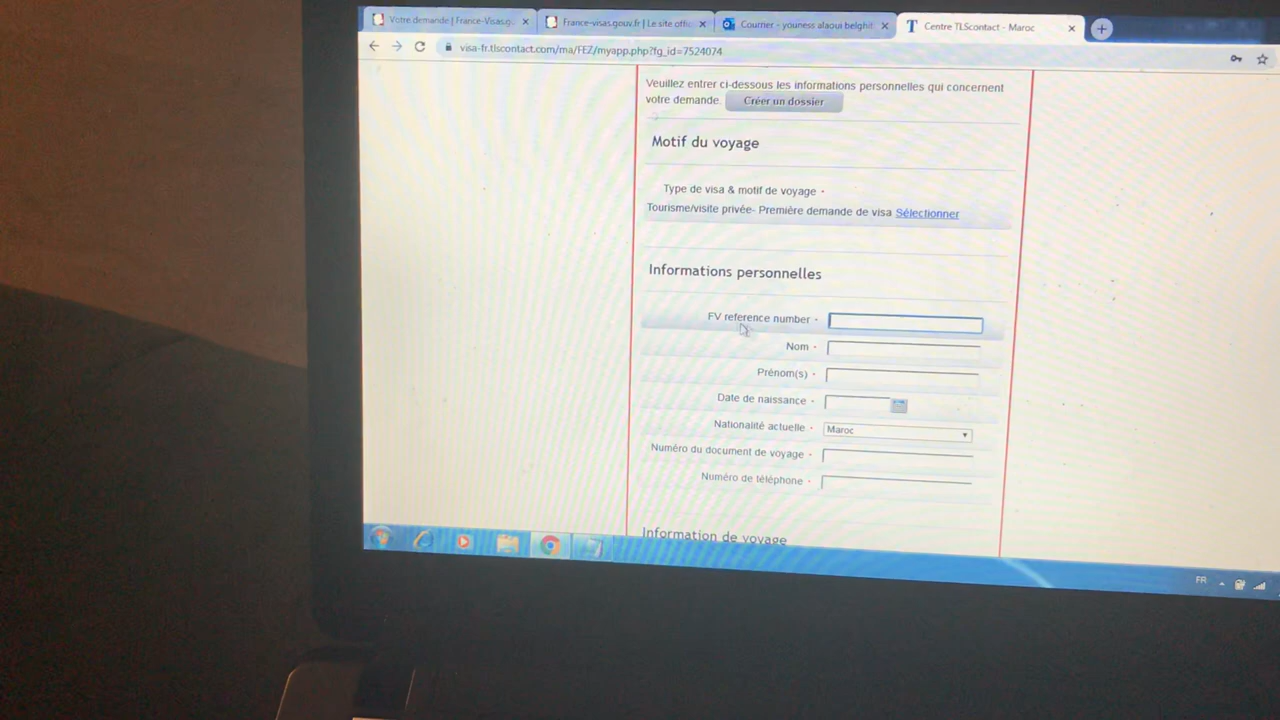 Votre demande | France-Visas.g
France-visas.gouv.fr | Le site offic
Courrier - youness alaoui belghit
Centre TLScontact - Maroc
visa-fr.tlscontact.com/ma/FEZ/myapp.php?fg_id=7524074
Veuillez entrer ci-dessous les informations personnelles qui concernent
votre demande. Créer un dossier
Motif du voyage
Type de visa & motif de voyage
Tourisme/visite privée- Première demande de visa Sélectionner
Informations personnelles
FV reference number
Nom
Prénom(s)
Date de naissance
Nationalité actuelle Maroc
Numéro du document de voyage
Numéro de téléphone
Information de voyage
FR